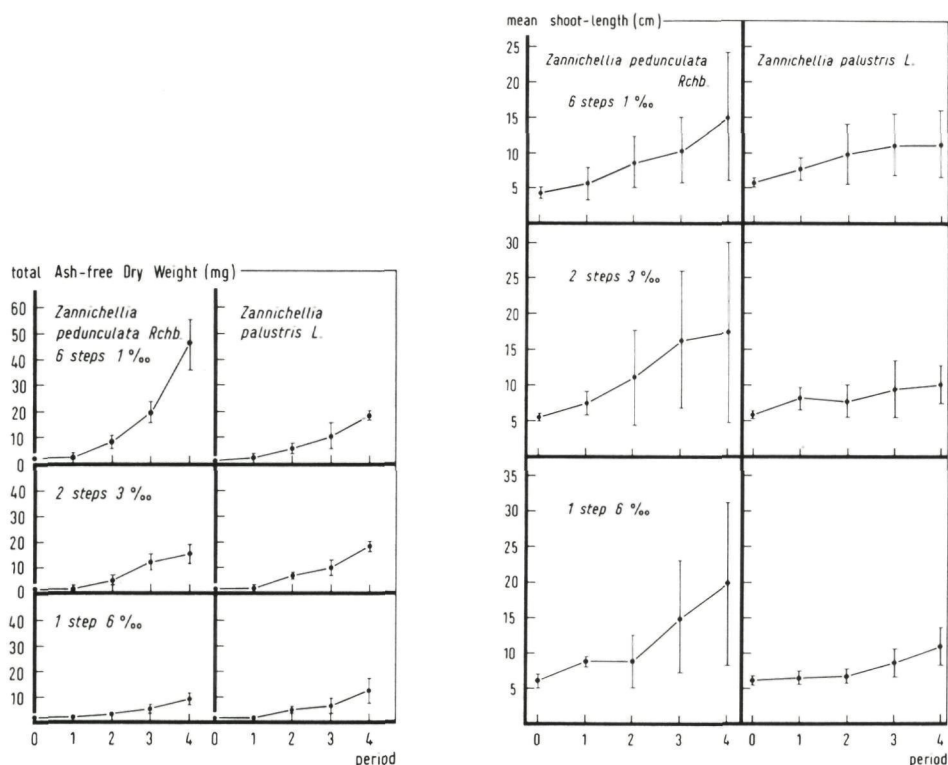 total Ash-free Dry Weight (mg)
Zannichellia
pedunculata Rchb.
6 steps 1 ‰
Zannichellia
palustris L.
60
50
40
30
20
10
0
2 steps 3 ‰
40
30
20
10
0
1 step 6 ‰
40
30
20
10
0 1 2 3 4 0 1 2 3 4
period
mean shoot-length (cm)
Zannichellia pedunculata
Rchb.
6 steps 1 ‰
Zannichellia palustris L.
25
20
15
10
5
2 steps 3 ‰
30
25
20
15
10
5
1 step 6 ‰
35
30
25
20
15
10
5
0 1 2 3 4 0 1 2 3 4
period